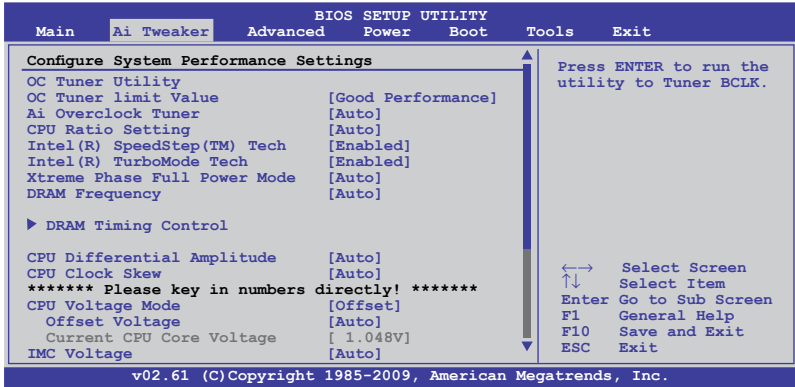 BIOS SETUP UTILITY
Main Ai Tweaker Advanced Power Boot Tools Exit
Configure System Performance Settings
OC Tuner Utility
OC Tuner limit Value [Good Performance]
Ai Overclock Tuner [Auto]
CPU Ratio Setting [Auto]
Intel(R) SpeedStep(TM) Tech [Enabled]
Intel(R) TurboMode Tech [Enabled]
Xtreme Phase Full Power Mode [Auto]
DRAM Frequency [Auto]
DRAM Timing Control
CPU Differential Amplitude [Auto]
CPU Clock Skew [Auto]
******* Please key in numbers directly! *******
CPU Voltage Mode [Offset]
Offset Voltage [Auto]
Current CPU Core Voltage [ 1.048V]
IMC Voltage [Auto]
Press ENTER to run the
utility to Tuner BCLK.
←→ Select Screen
↑↓ Select Item
Enter Go to Sub Screen
F1 General Help
F10 Save and Exit
ESC Exit
v02.61 (C)Copyright 1985-2009, American Megatrends, Inc.